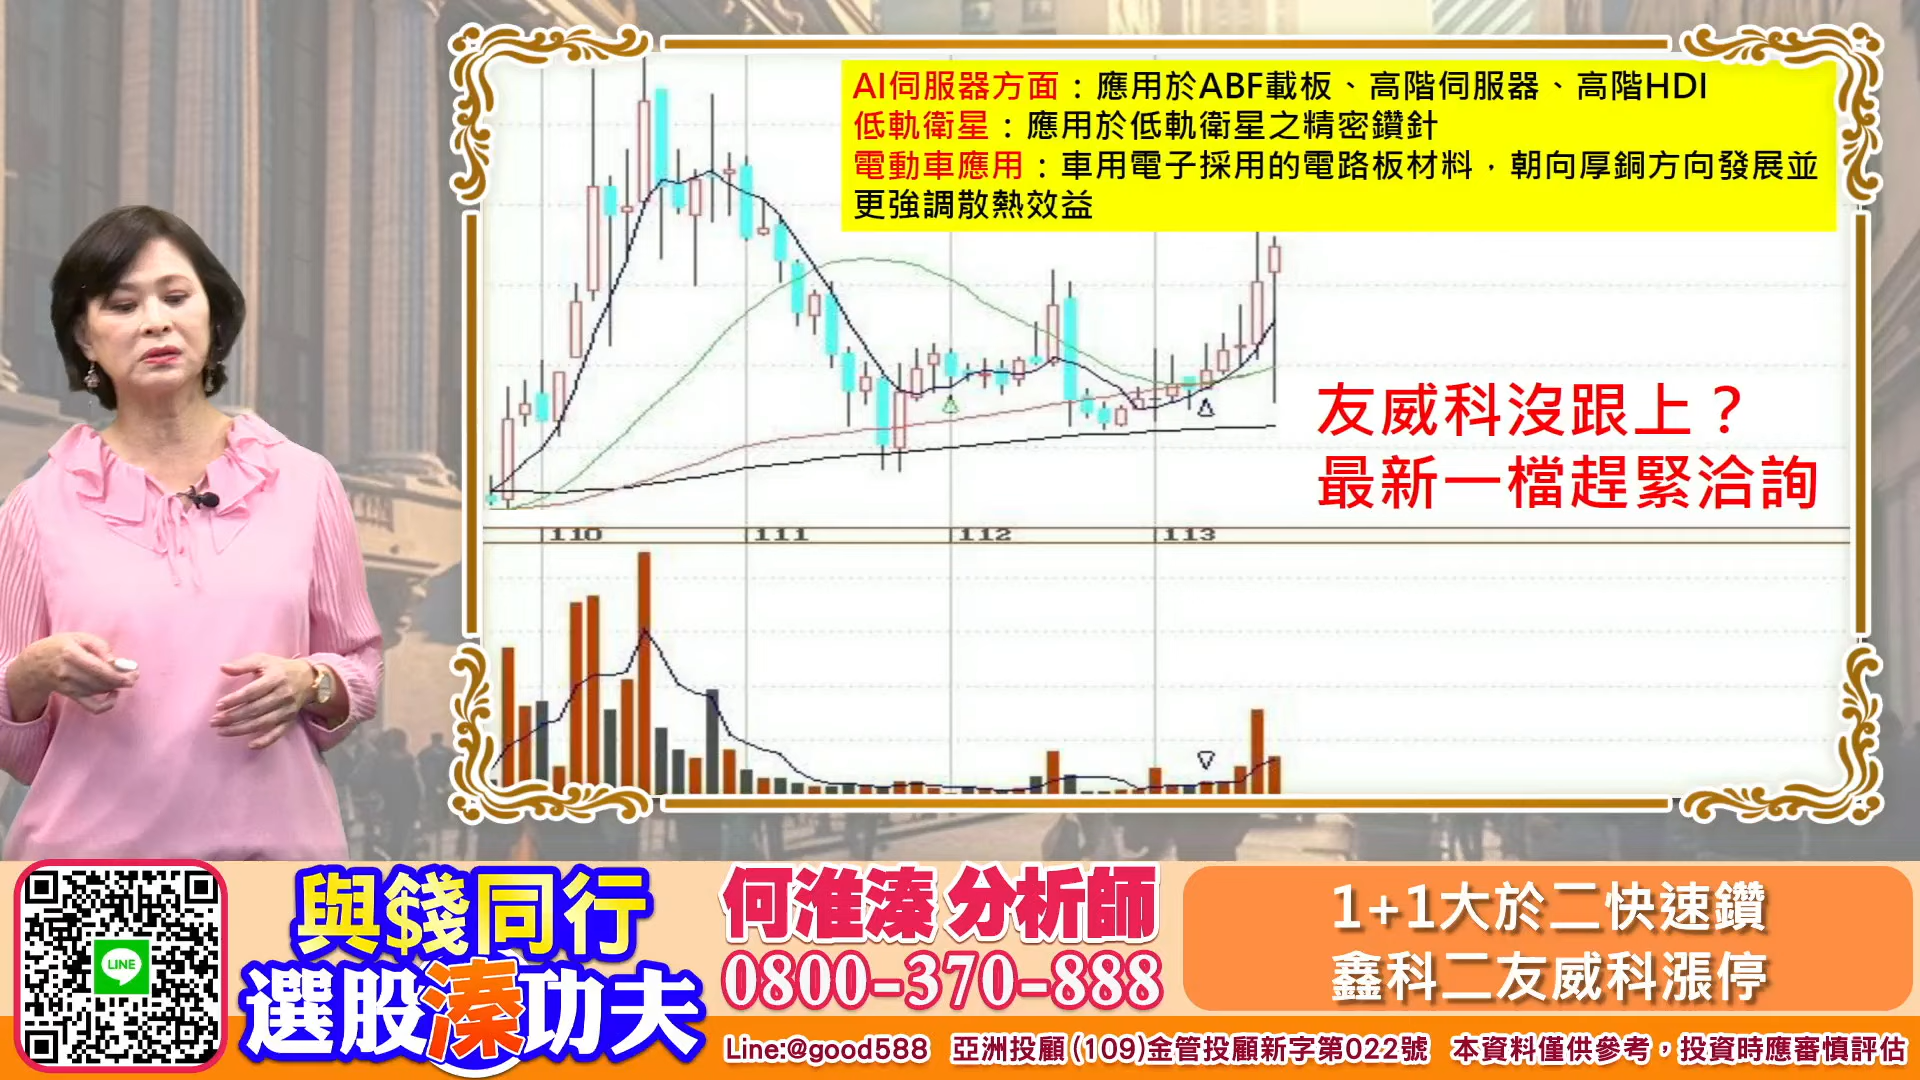 AI伺服器方面：應用於ABF載板、高階伺服器、高階HDI
低軌衛星：應用於低軌衛星之精密鑽針
電動車應用：車用電子採用的電路板材料，朝向厚銅方向發展並
更強調散熱效益
友威科沒跟上？
最新一檔趕緊洽詢
110
111
112
113
LINE
與錢同行
選股溱功夫
何淮溱 分析師
0800-370-888
1+1大於二快速鑽
鑫科二友威科漲停
Line:@good588 亞洲投顧 (109)金管投顧新字第022號 本資料僅供參考，投資時應審慎評估